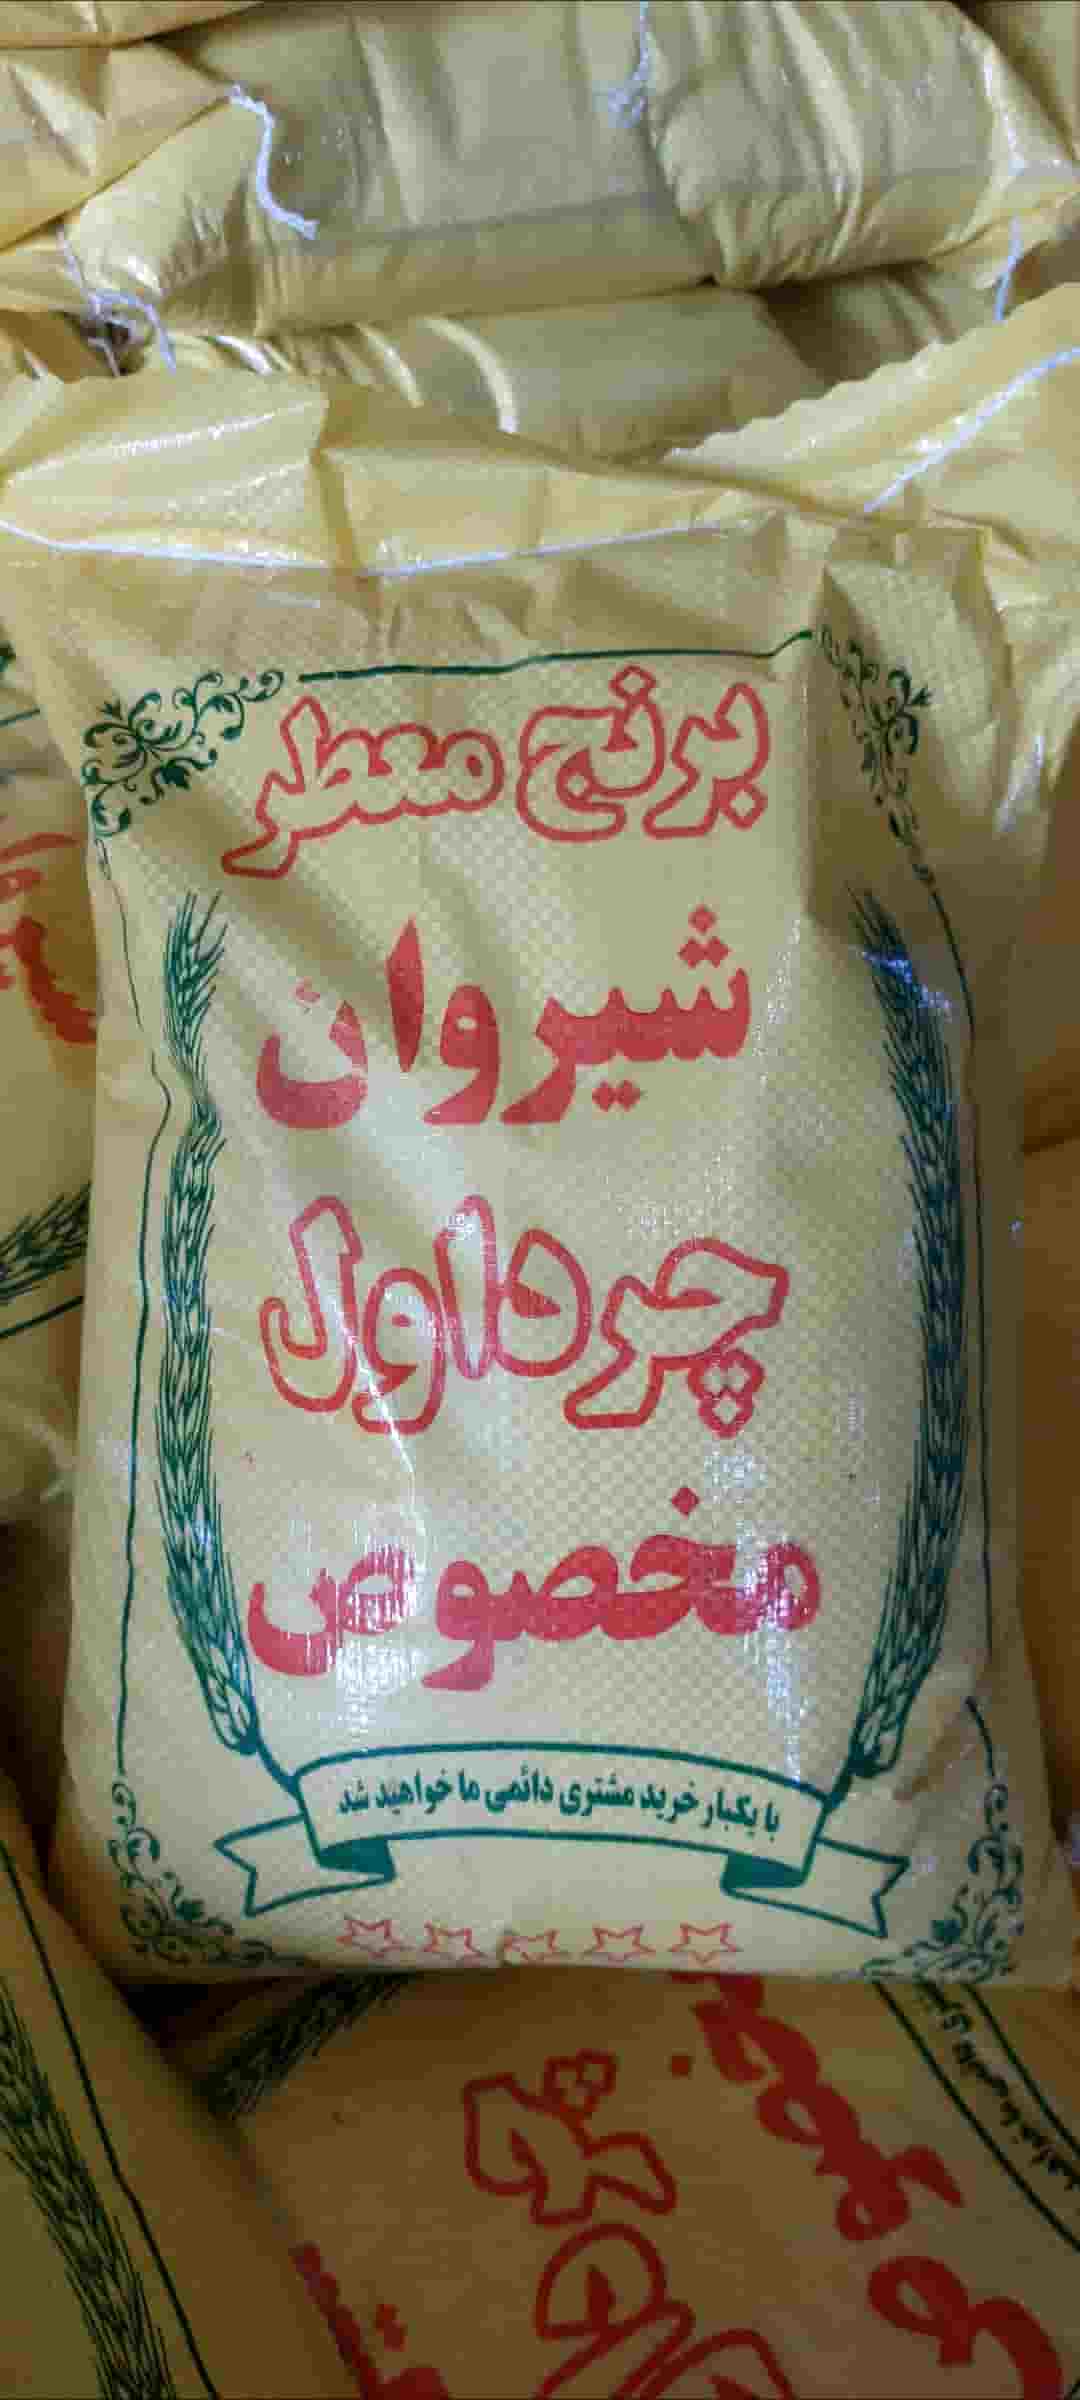 برنج معطر
شیروان
چرداول
مخصوص
با یکبار خرید مشتری دائمی ما خواهید شد